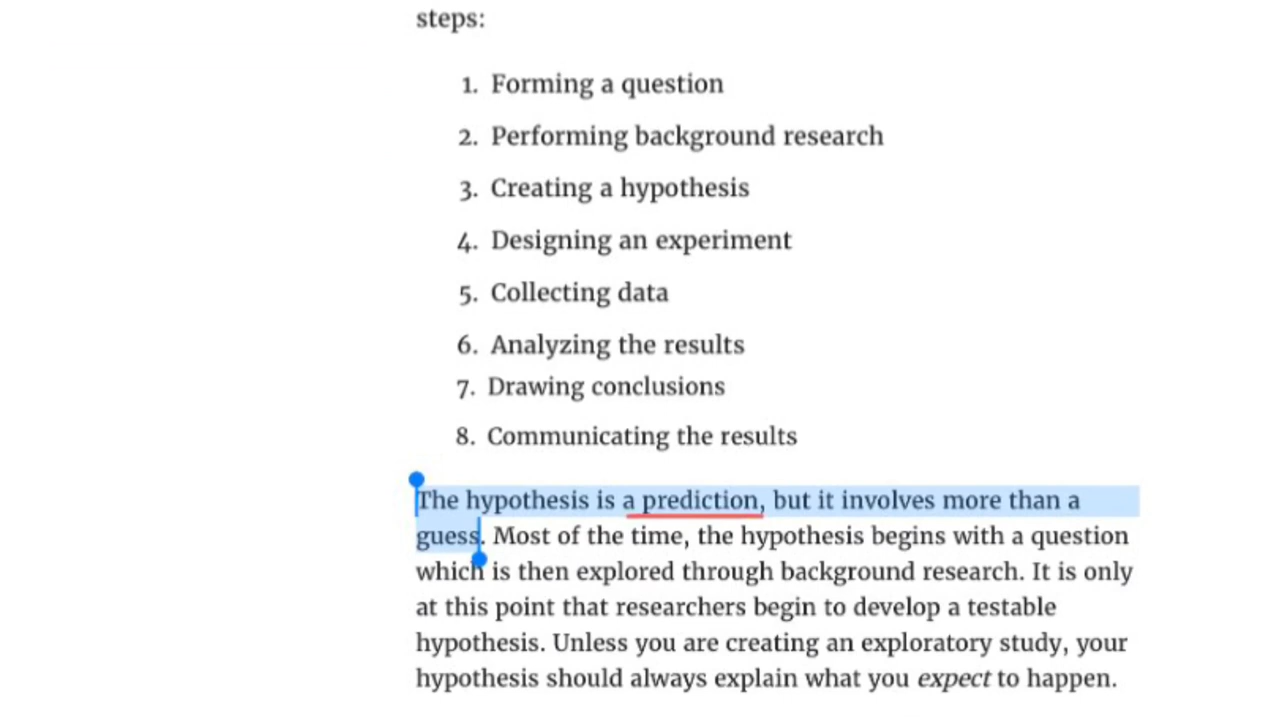 steps:
1. Forming a question
2. Performing background research
3. Creating a hypothesis
4. Designing an experiment
5. Collecting data
6. Analyzing the results
7. Drawing conclusions
8. Communicating the results
The hypothesis is a prediction, but it involves more than a
guess. Most of the time, the hypothesis begins with a question
which is then explored through background research. It is only
at this point that researchers begin to develop a testable
hypothesis. Unless you are creating an exploratory study, your
hypothesis should always explain what you expect to happen.